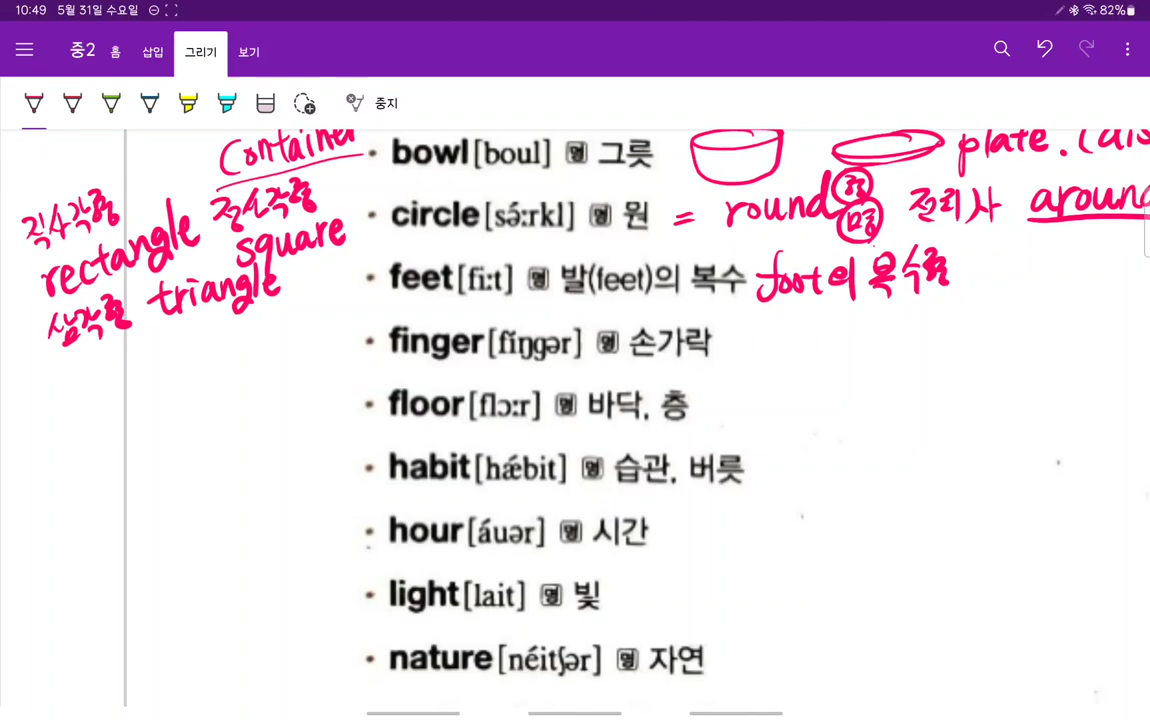 10:49 5월 31일 수요일 82%
중2 홈 삽입 그리기 보기
중지
Container
bowl[boul] 명 그릇 plate. (dis
circle[sə́ːrkl] 명 원 = round 형 명 전치사 around
직사각형 정사각형
rectangle square
삼각형 triangle
feet[fiːt] 명 발(feet)의 복수 foot의 복수형
finger[fíŋgər] 명 손가락
floor[flɔːr] 명 바닥, 층
habit[hǽbit] 명 습관, 버릇
hour[áuər] 명 시간
light[lait] 명 빛
nature[néitʃər] 명 자연